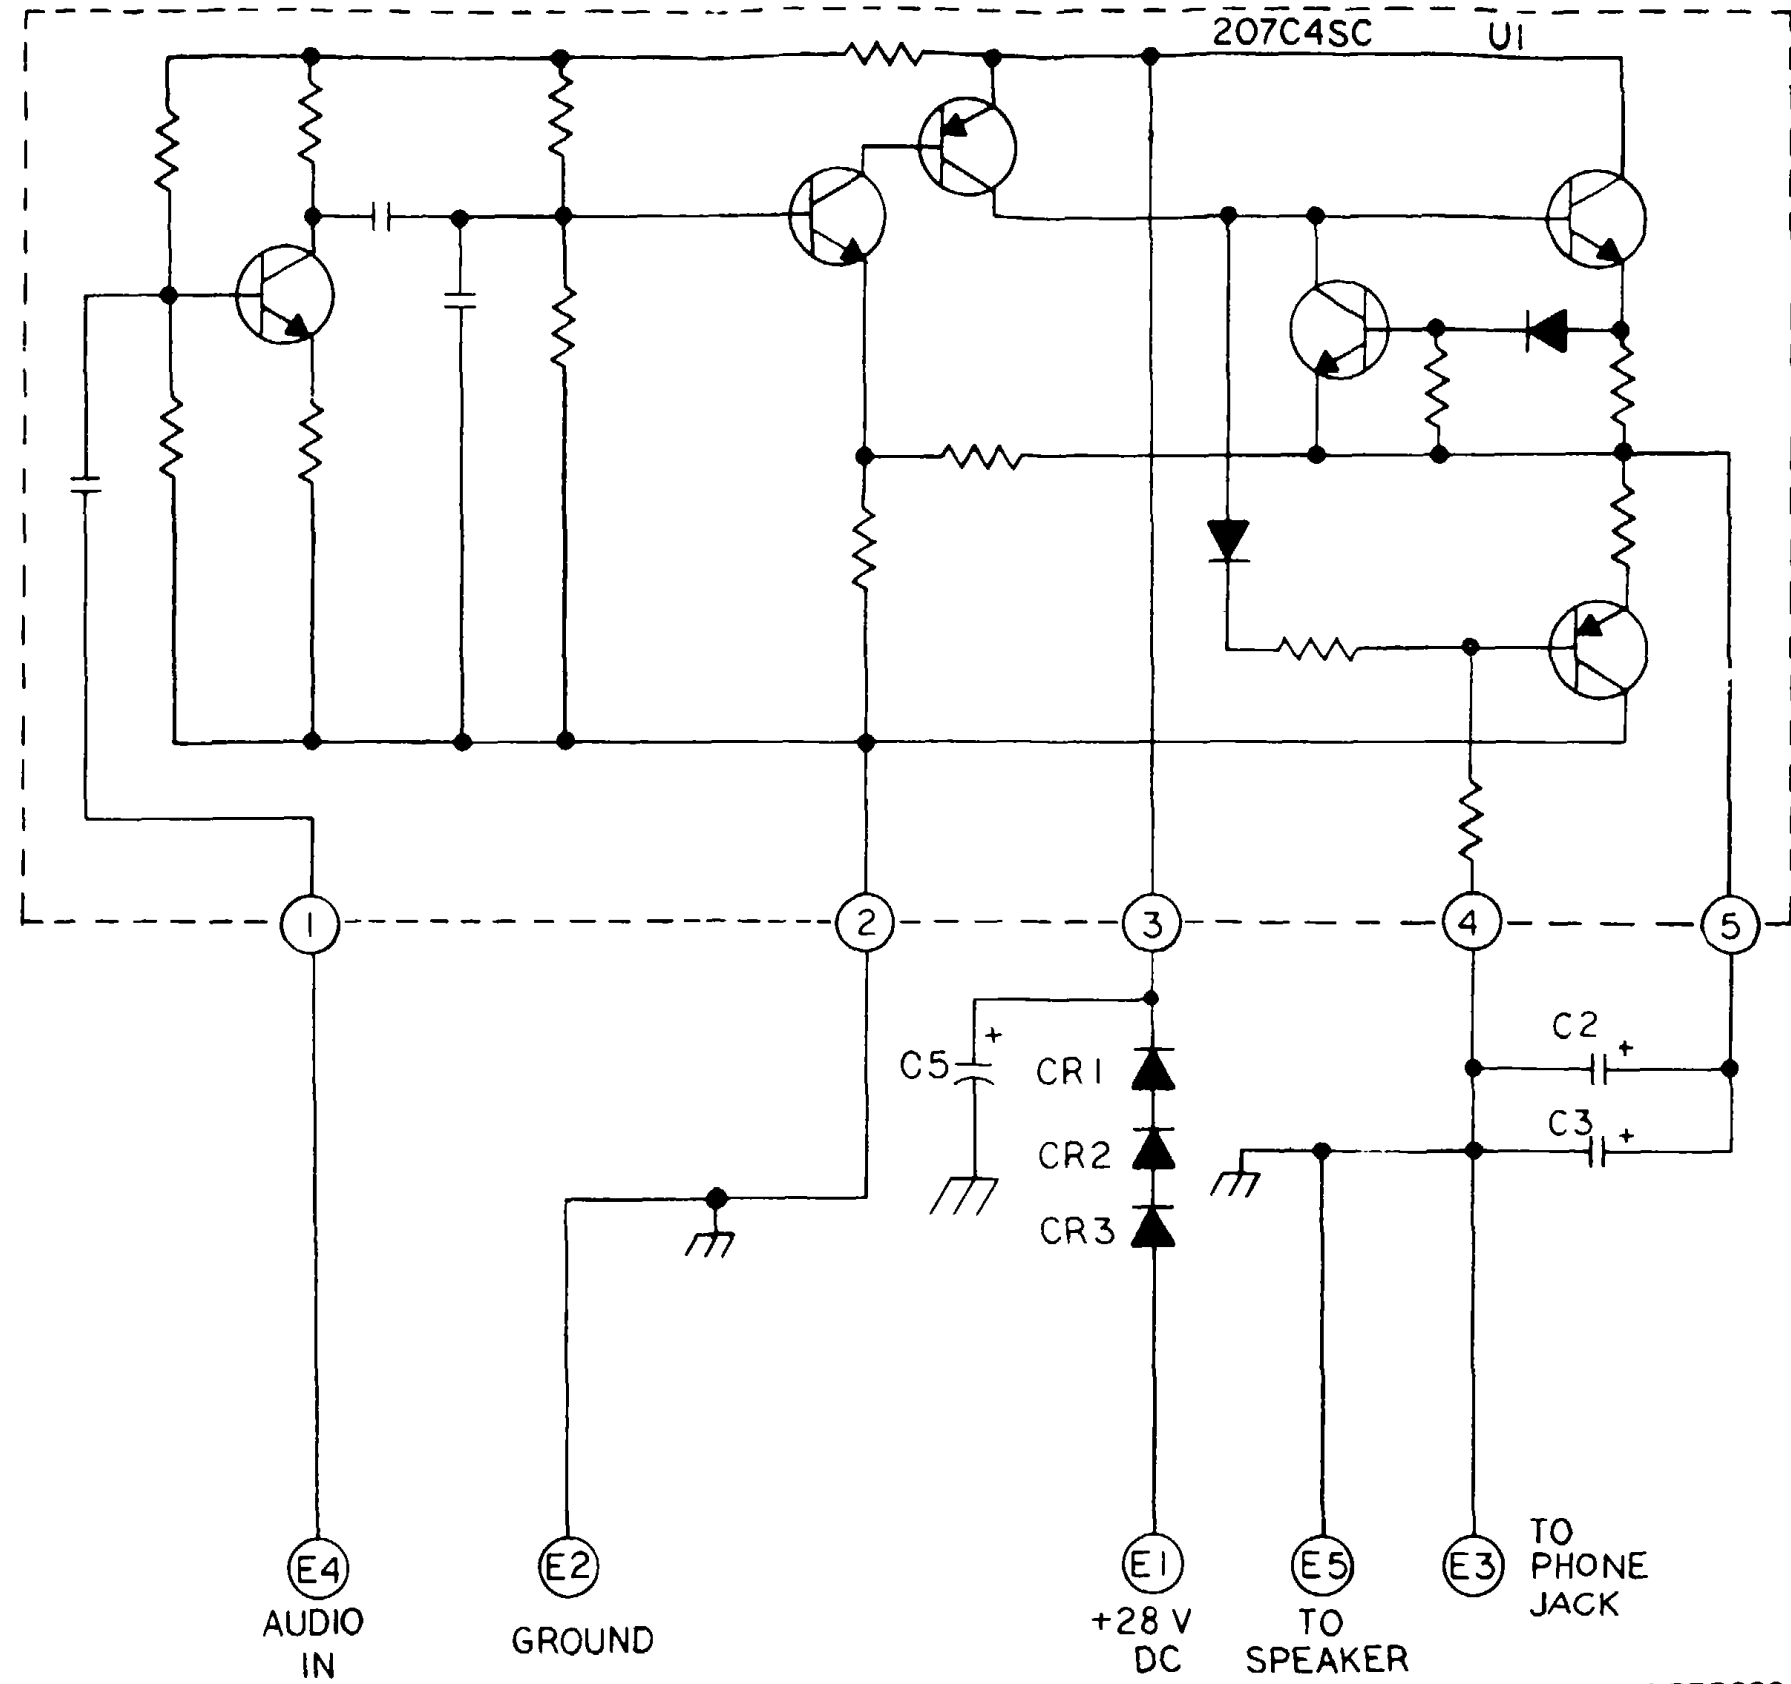 207C4SC U1
1 2 3 4 5
C2
+
+
C5 CR1
C3
+
CR2
CR3
E4 E2 E1 E5 E3
TO
PHONE
JACK
AUDIO
IN
GROUND
+28 V
DC
TO
SPEAKER